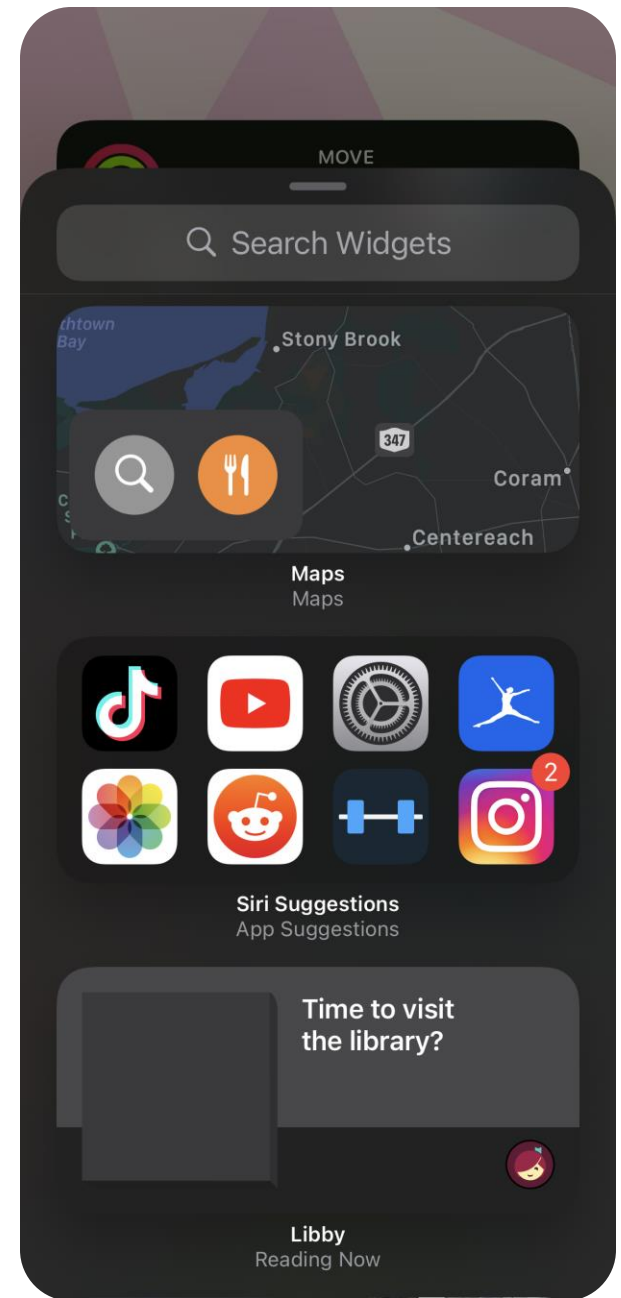 MOVE
Search Widgets
thtown
Bay
Stony Brook
347
Coram
Centereach
Maps
Maps
2
Siri Suggestions
App Suggestions
Time to visit
the library?
Libby
Reading Now